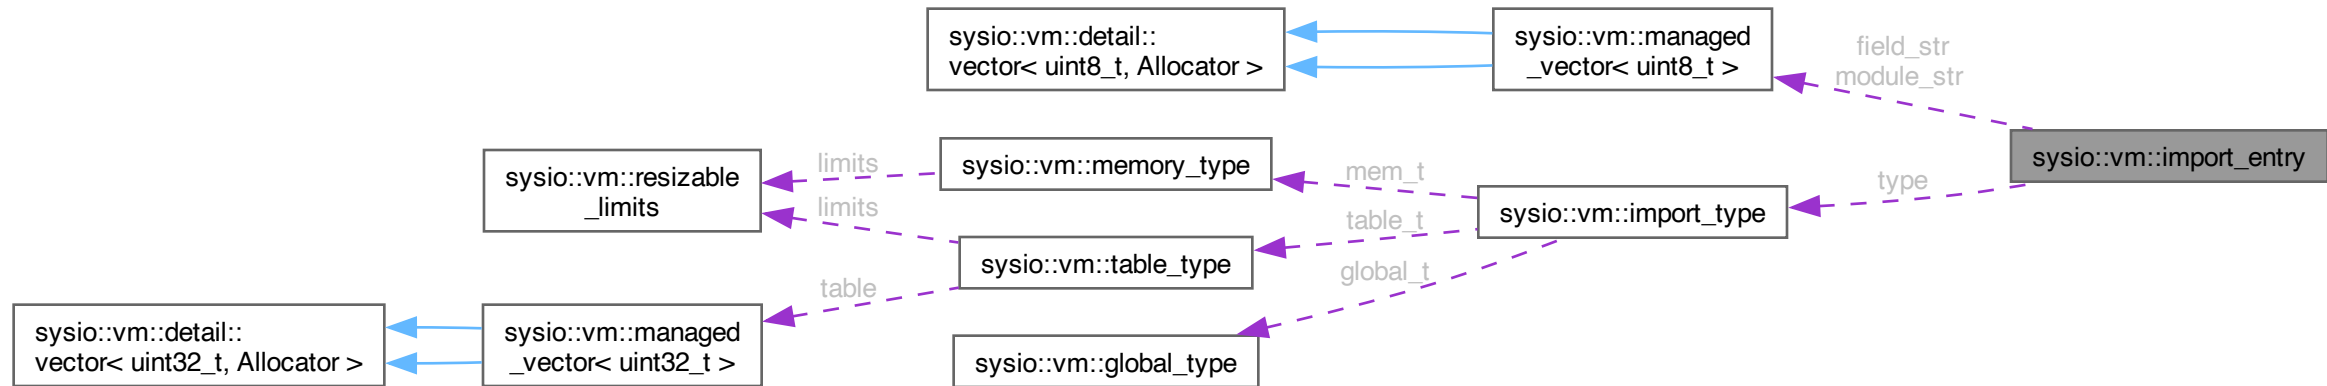 sysio::vm::detail::
vector< uint8_t, Allocator >
sysio::vm::managed
_vector< uint8_t >
field_str
module_str
sysio::vm::import_entry
sysio::vm::resizable
_limits
limits
limits
sysio::vm::memory_type
mem_t
table_t
global_t
sysio::vm::import_type
type
sysio::vm::table_type
table
sysio::vm::detail::
vector< uint32_t, Allocator >
sysio::vm::managed
_vector< uint32_t >
sysio::vm::global_type